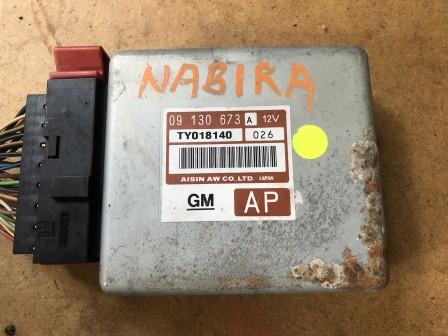 NABIRA
09 130 673 A 12V
TY018140 026
AISIN AW CO.,LTD. JAPAN
GM AP